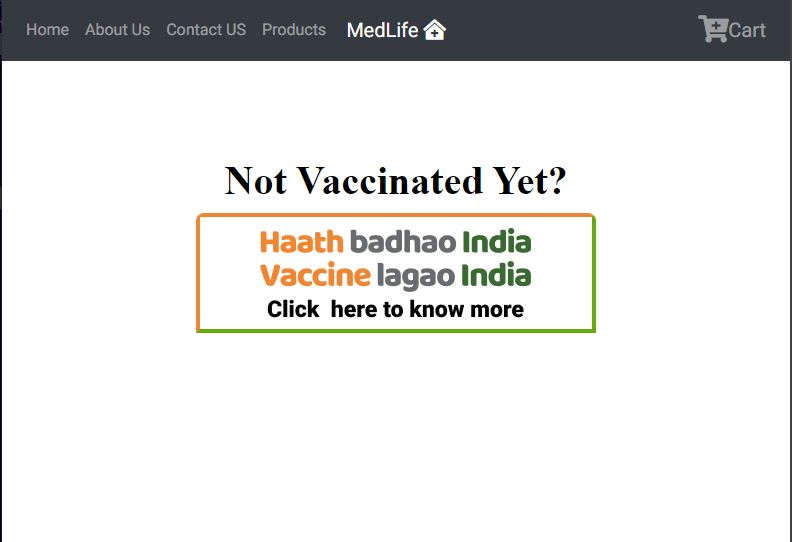 Home About Us Contact US Products MedLife Cart
Not Vaccinated Yet?
Haath badhao India
Vaccine lagao India
Click here to know more